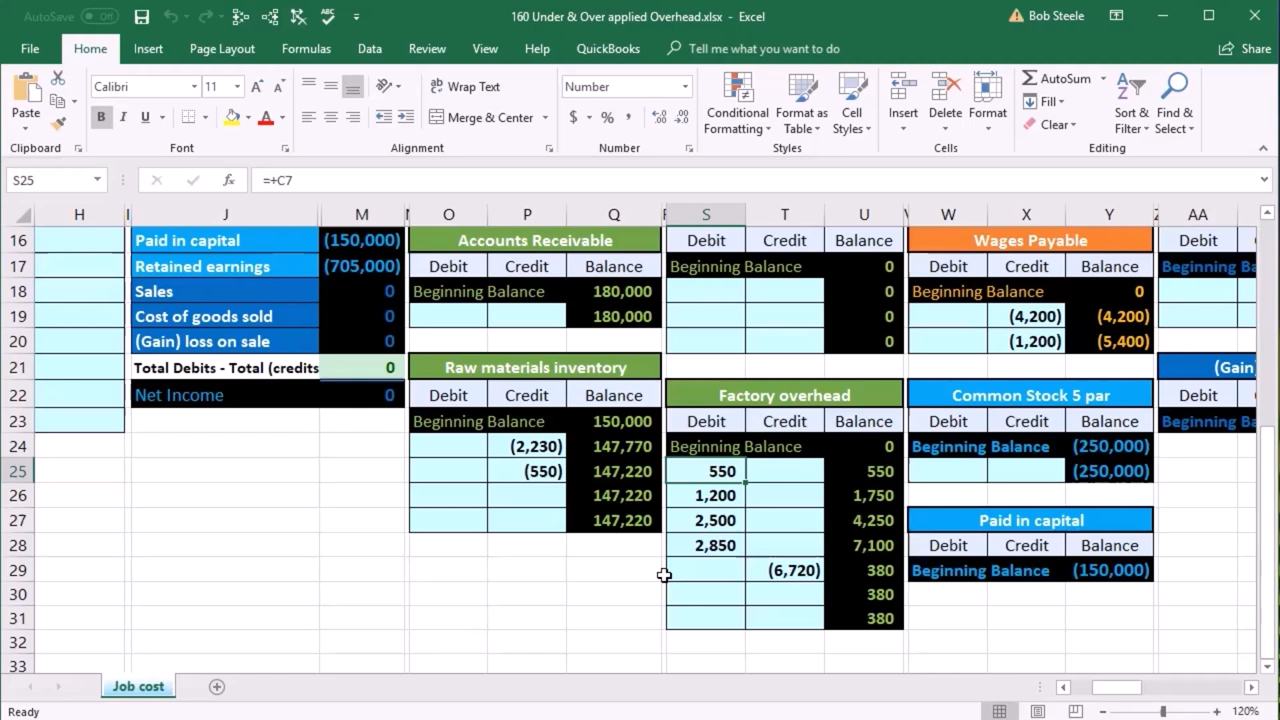 AutoSave Off 160 Under & Over applied Overhead.xlsx - Excel Bob Steele
File Home Insert Page Layout Formulas Data Review View Help QuickBooks Tell me what you want to do Share
Paste Calibri 11 A A Wrap Text Number Conditional Formatting Format as Table Cell Styles Insert Delete Format AutoSum Fill Clear Sort & Filter Find & Select
B I U A Merge & Center $ % ,
Clipboard Font Alignment Number Styles Cells Editing
S25 fx =+C7
H I J M O P Q S T U W X Y Z AA
16 Paid in capital (150,000) Accounts Receivable Debit Credit Balance Wages Payable Debit
17 Retained earnings (705,000) Debit Credit Balance Beginning Balance 0 Debit Credit Balance Beginning Ba
18 Sales 0 Beginning Balance 180,000 0 Beginning Balance 0
19 Cost of goods sold 0 180,000 0 (4,200) (4,200)
20 (Gain) loss on sale 0 0 (1,200) (5,400)
21 Total Debits - Total (credits 0 Raw materials inventory (Gain)
22 Net Income 0 Debit Credit Balance Factory overhead Common Stock 5 par Debit
23 Beginning Balance 150,000 Debit Credit Balance Debit Credit Balance Beginning Ba
24 (2,230) 147,770 Beginning Balance 0 Beginning Balance (250,000)
25 (550) 147,220 550 550 (250,000)
26 147,220 1,200 1,750
27 147,220 2,500 4,250 Paid in capital
28 2,850 7,100 Debit Credit Balance
29 (6,720) 380 Beginning Balance (150,000)
30 380
31 380
32
33
Job cost
Ready 120%